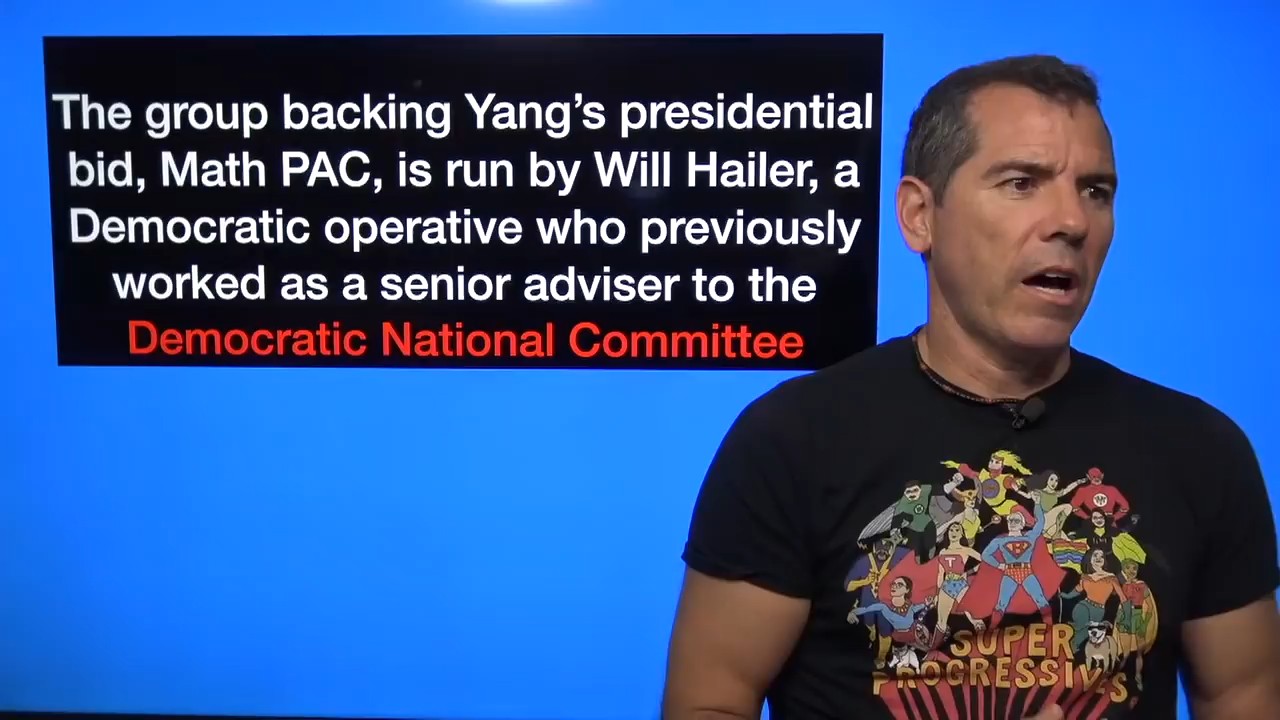 The group backing Yang's presidential
bid, Math PAC, is run by Will Hailer, a
Democratic operative who previously
worked as a senior adviser to the
Democratic National Committee
SUPER
PROGRESSIVES